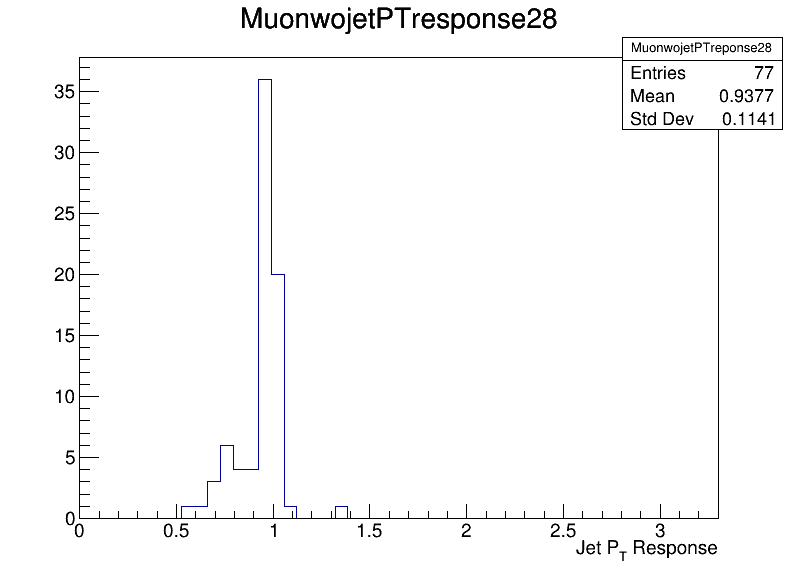 MuonwojetPTresponse28
MuonwojetPTreponse28
Entries 77
Mean 0.9377
Std Dev 0.1141
35
30
25
20
15
10
5
0
0 0.5 1 1.5 2 2.5 3
Jet P_T Response